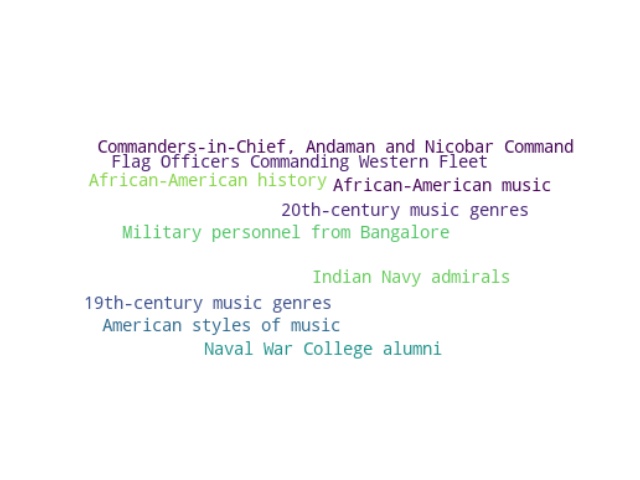 Commanders-in-Chief, Andaman and Nicobar Command
Flag Officers Commanding Western Fleet
African-American history
African-American music
20th-century music genres
Military personnel from Bangalore
Indian Navy admirals
19th-century music genres
American styles of music
Naval War College alumni